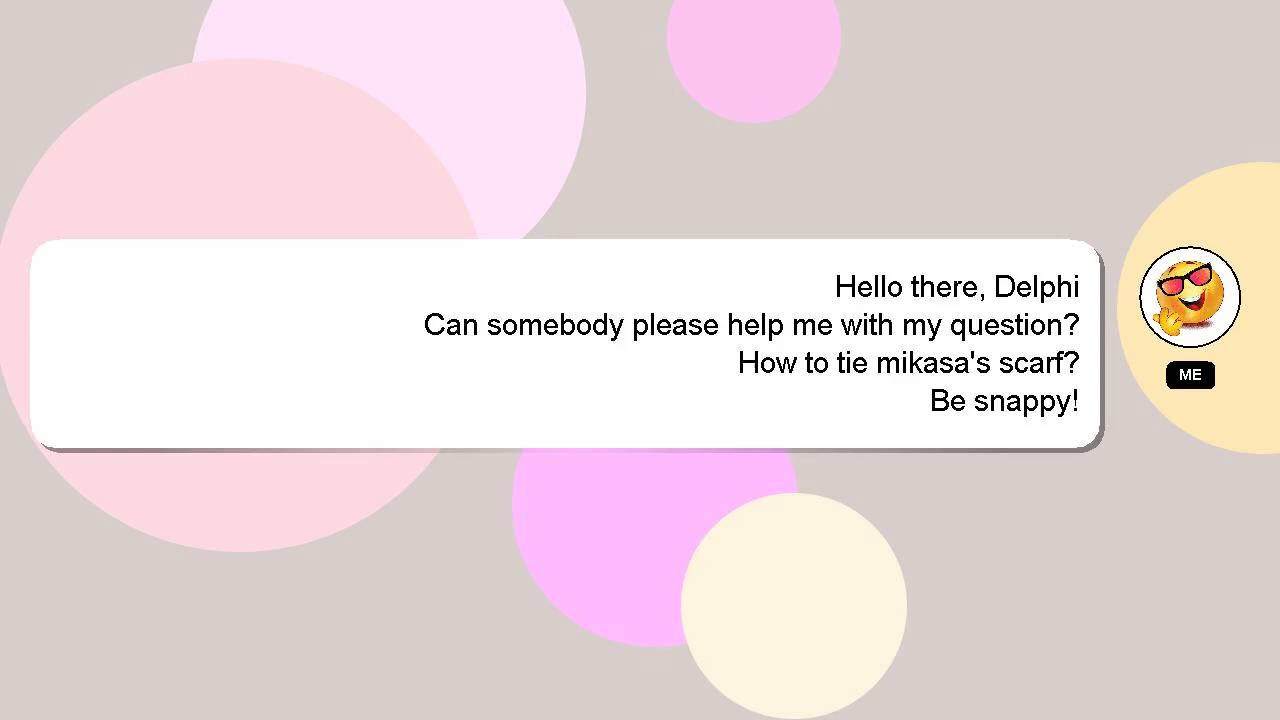 Hello there, Delphi
Can somebody please help me with my question?
How to tie mikasa's scarf?
Be snappy!
ME